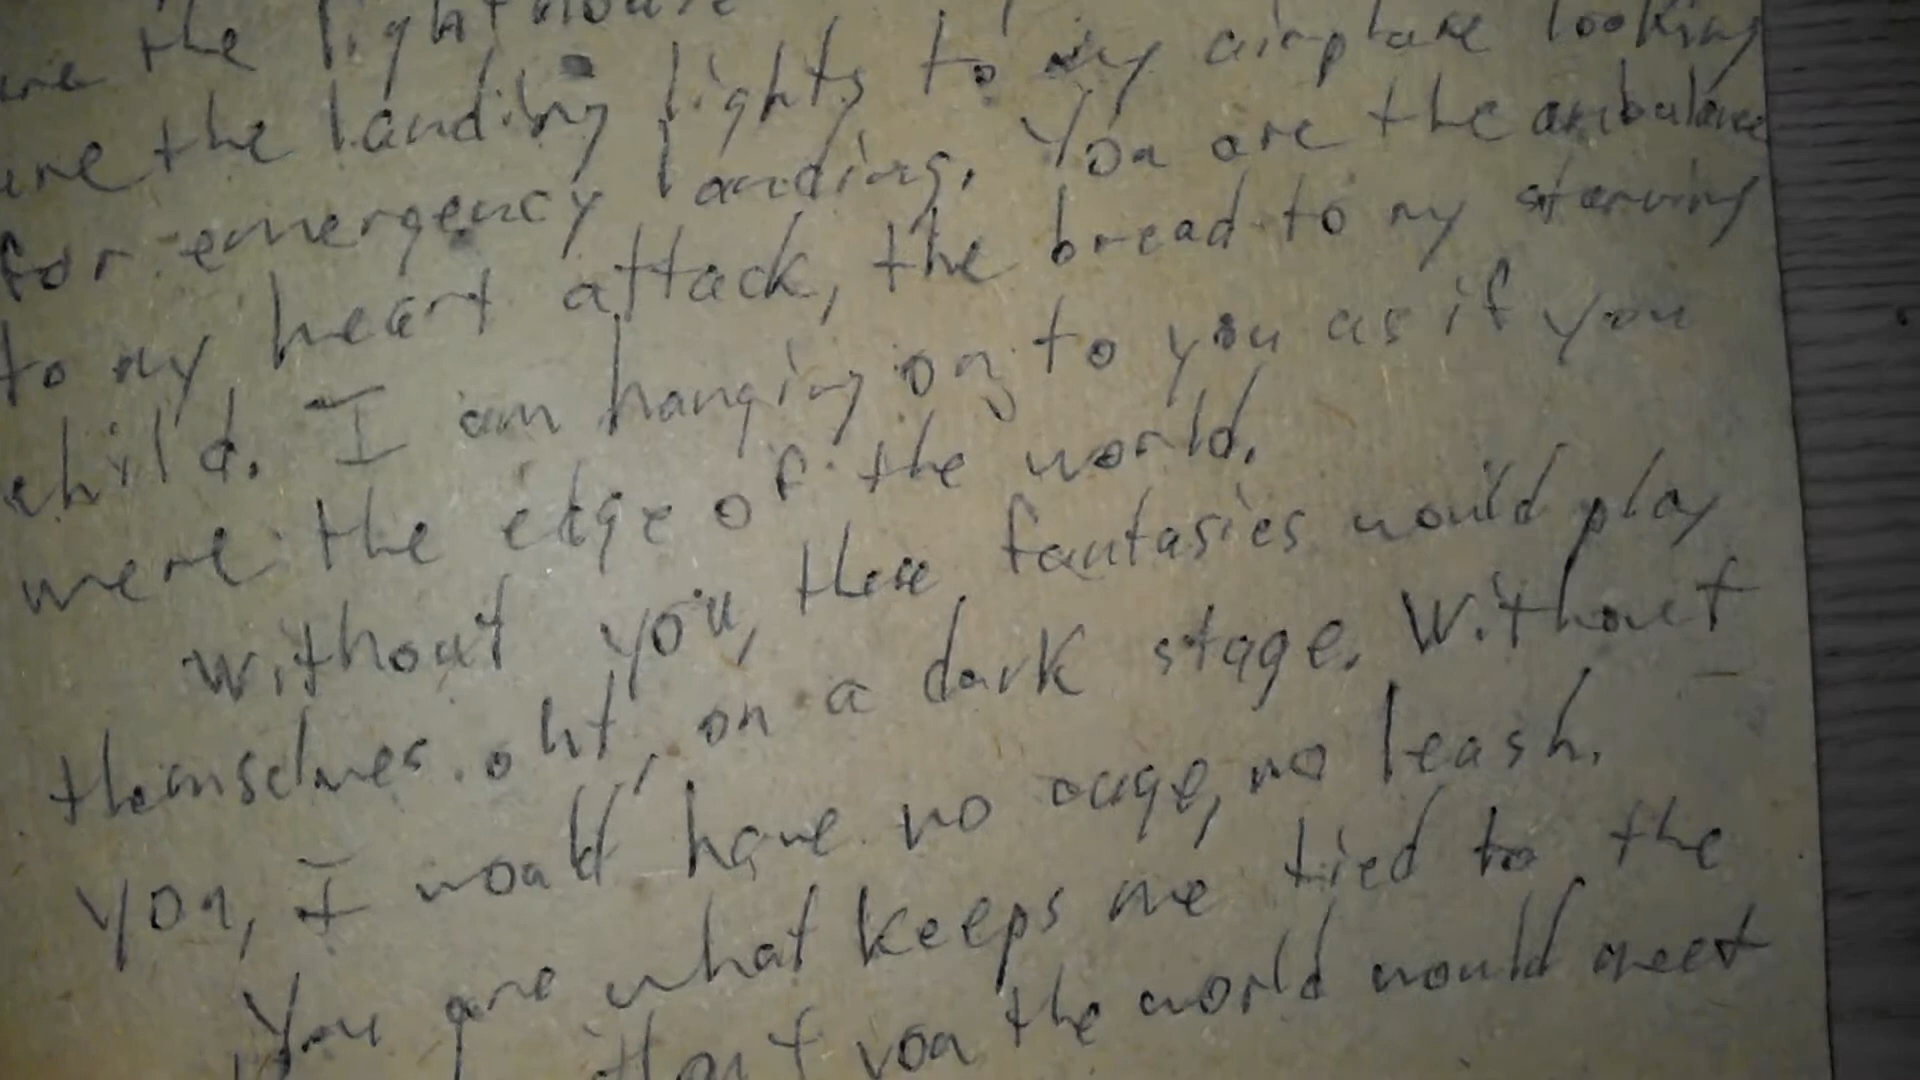 are the lighthouse
are the landing lights to my airplane looking
for emergency landing. You are the ambulance
to my heart attack, the bread to my starving
child. I am hanging on to you as if you
were the edge of the world.
Without you, these fantasies would play
themselves out, on a dark stage. Without
you, I would have no cage, no leash.
You are what keeps me tied to the
you the world would meet